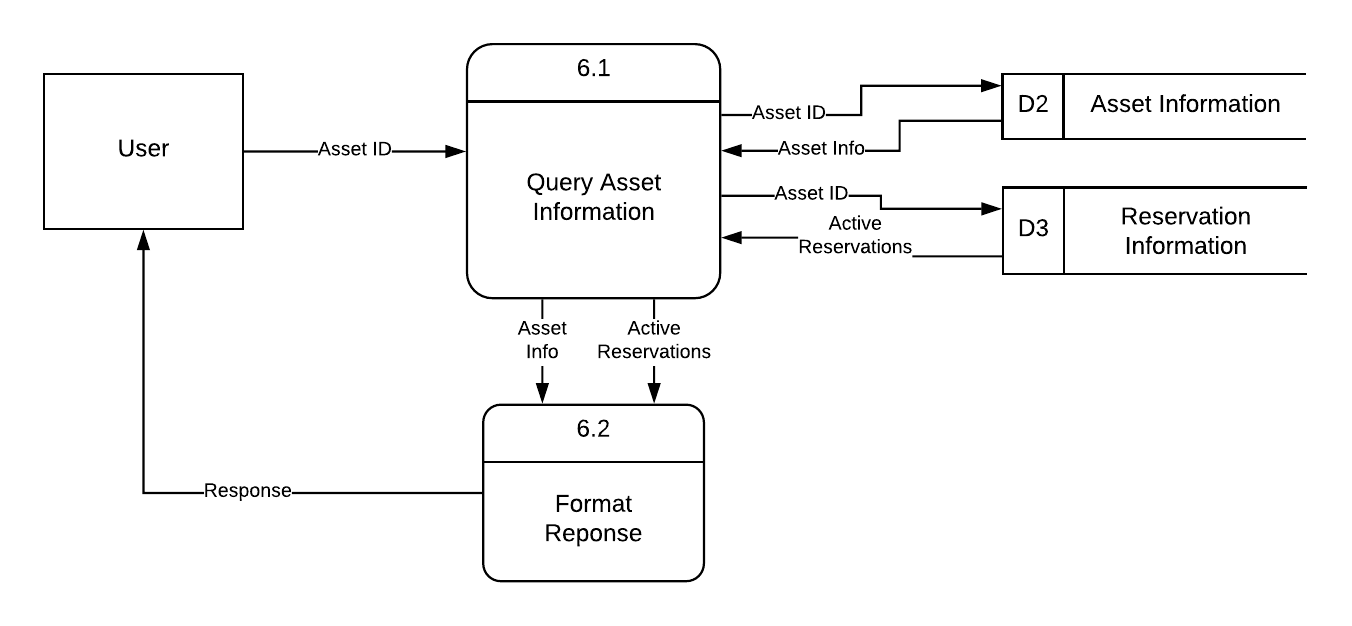 6.1
D2
Asset Information
Asset ID
User
Asset ID
Asset Info
Query Asset
Information
Asset ID
D3
Reservation
Information
Active
Reservations
Asset
Info
Active
Reservations
6.2
Response
Format
Reponse